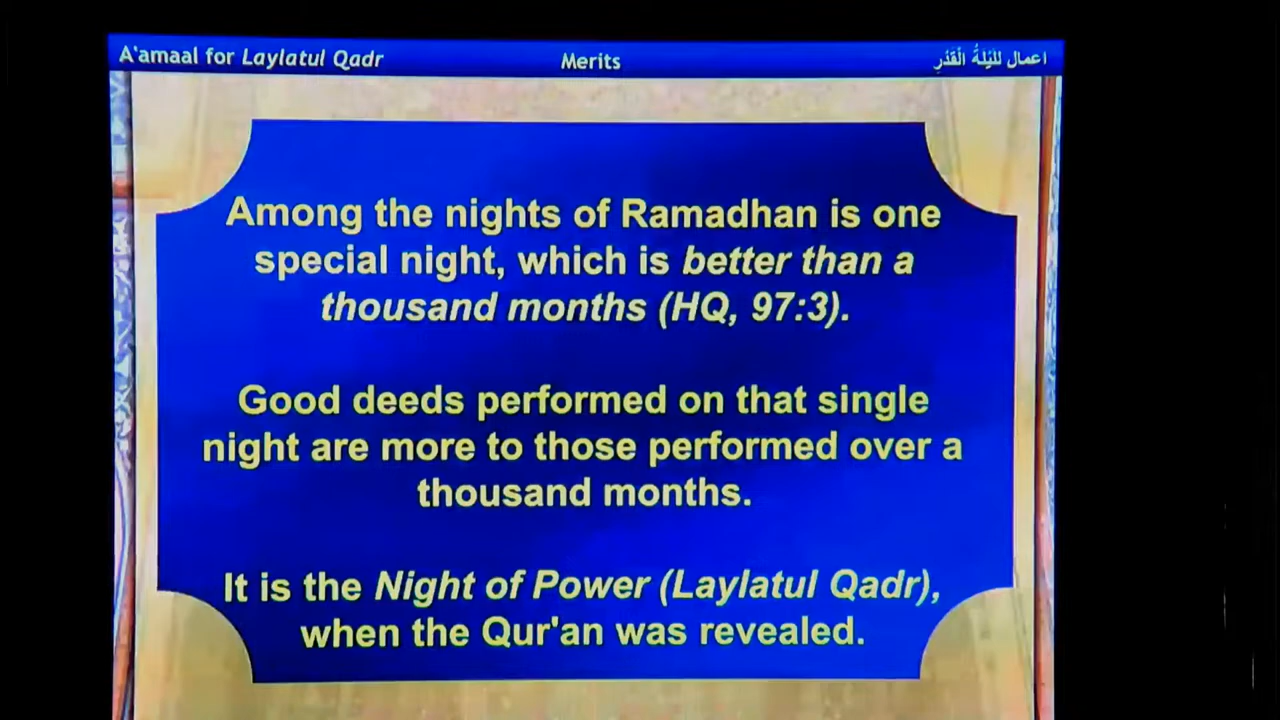 A'amaal for Laylatul Qadr
Merits
اعمال لَيْلَةُ الْقَدْرِ
Among the nights of Ramadhan is one
special night, which is better than a
thousand months (HQ, 97:3).
Good deeds performed on that single
night are more to those performed over a
thousand months.
It is the Night of Power (Laylatul Qadr),
when the Qur'an was revealed.